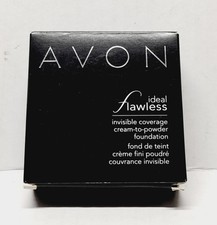 AVON
ideal
flawless
invisible coverage
cream-to-powder
foundation
fond de teint
crème fini poudré
couvrance invisible